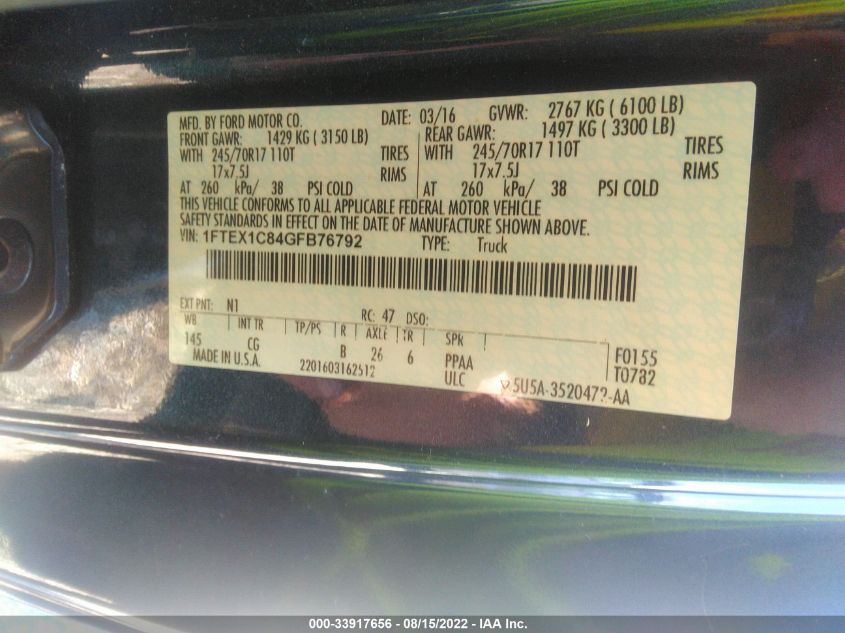 MFD. BY FORD MOTOR CO. DATE: 03/16 GVWR: 2767 KG ( 6100 LB)
FRONT GAWR: 1429 KG ( 3150 LB) REAR GAWR: 1497 KG ( 3300 LB)
WITH 245/70R17 110T TIRES WITH 245/70R17 110T TIRES
17x7.5J RIMS 17x7.5J RIMS
AT 260 kPa/ 38 PSI COLD AT 260 kPa/ 38 PSI COLD
THIS VEHICLE CONFORMS TO ALL APPLICABLE FEDERAL MOTOR VEHICLE
SAFETY STANDARDS IN EFFECT ON THE DATE OF MANUFACTURE SHOWN ABOVE.
VIN: 1FTEX1C84GFB76792 TYPE: Truck
EXT PNT: N1 RC: 47 DSO:
WB INT TR TP/PS R AXLE TR SPK
145 CG B 26 6 PPAA F0155
MADE IN U.S.A. 2201603162512 ULC T0782
5U5A-3520472-AA
000-33917656 - 08/15/2022 - IAA Inc.